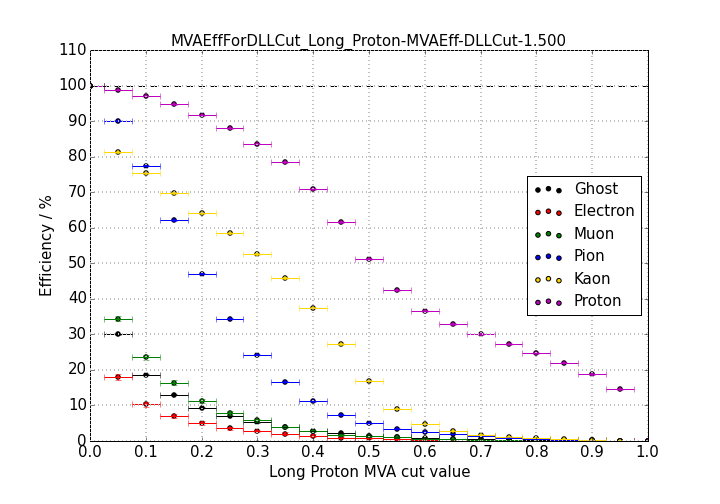 MVAEffForDLLCut_Long_Proton-MVAEff-DLLCut-1.500
110
100
90
80
70
60
50
40
30
20
10
0
Efficiency / %
Ghost
Electron
Muon
Pion
Kaon
Proton
0.0 0.1 0.2 0.3 0.4 0.5 0.6 0.7 0.8 0.9 1.0
Long Proton MVA cut value